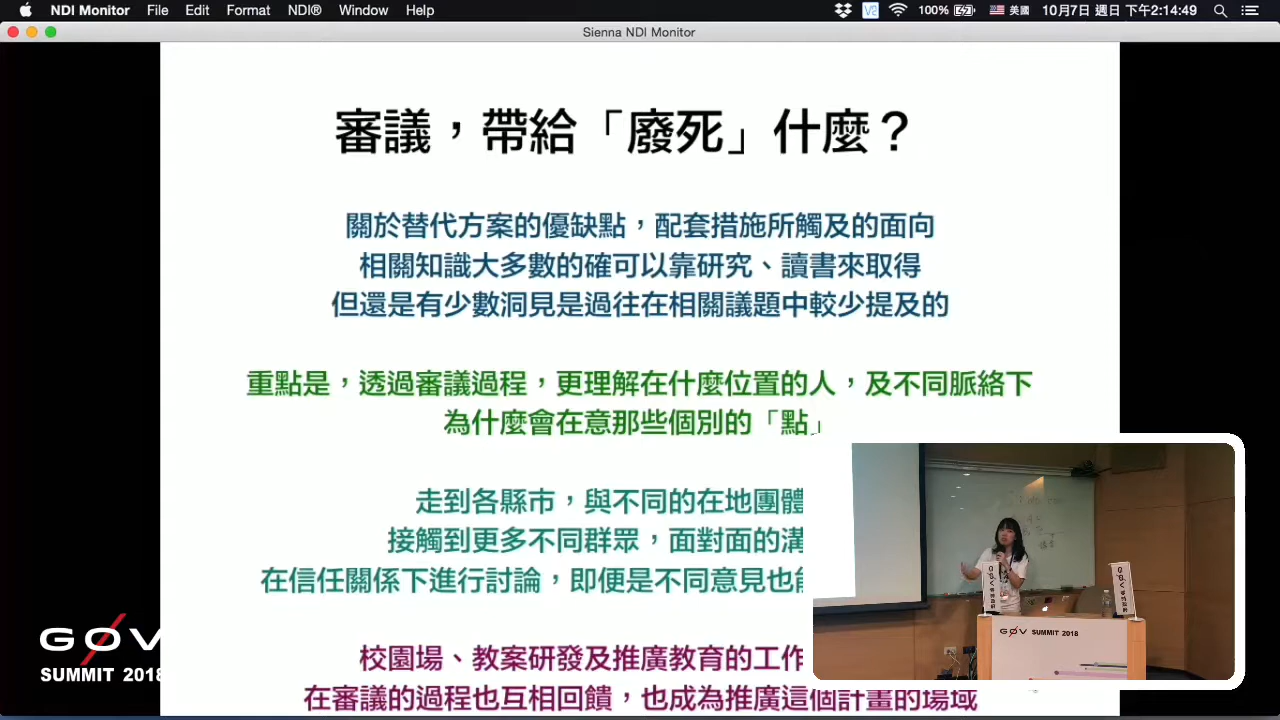 NDI Monitor File Edit Format NDI® Window Help 100% 美國 10月7日 週日 下午2:14:49
Sienna NDI Monitor
審議，帶給「廢死」什麼？
關於替代方案的優缺點，配套措施所觸及的面向
相關知識大多數的確可以靠研究、讀書來取得
但還是有少數洞見是過往在相關議題中較少提及的
重點是，透過審議過程，更理解在什麼位置的人，及不同脈絡下
為什麼會在意那些個別的「點」
走到各縣市，與不同的在地團體
接觸到更多不同群眾，面對面的溝
在信任關係下進行討論，即便是不同意見也能
校園場、教案研發及推廣教育的工作
在審議的過程也互相回饋，也成為推廣這個計畫的場域
GØV
SUMMIT 2018
GØV SUMMIT 2018